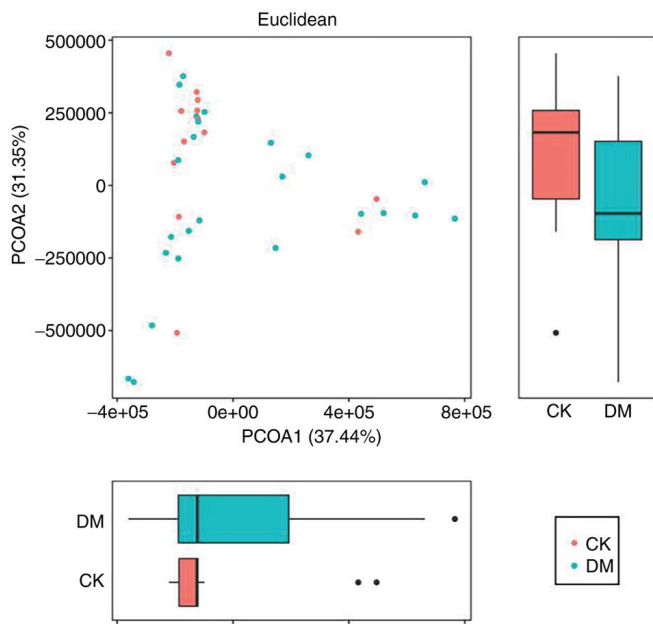 Euclidean
500000
250000
0
−250000
−500000
PCOA2 (31.35%)
−4e+05 0e+00 4e+05 8e+05
PCOA1 (37.44%)
CK DM
DM
CK
CK
DM